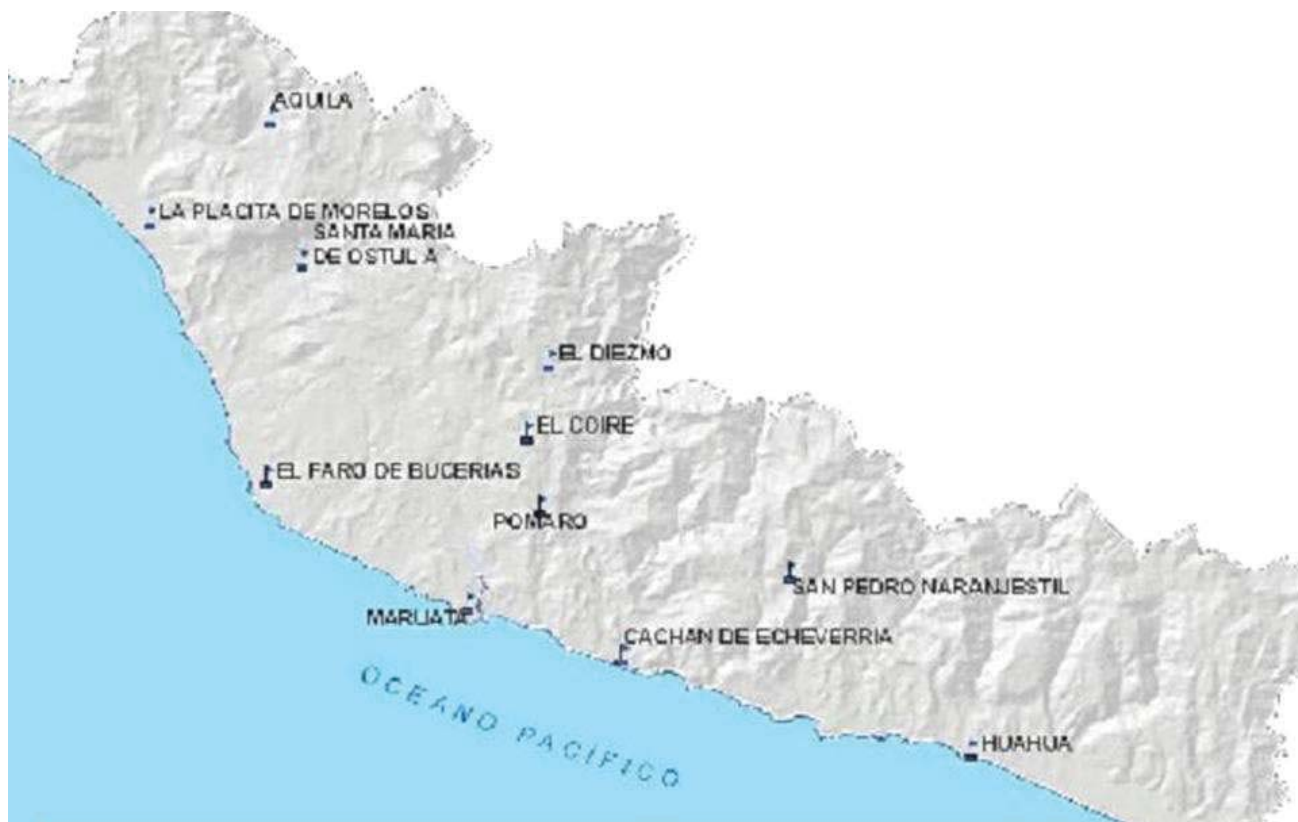 AQUILA
LA PLACITA DE MORELOS
SANTA MARIA
DE OSTULA
EL DIEZMO
EL COIRE
EL FARO DE BUCERIAS
POMARO
SAN PEDRO NARANJESTIL
MARUATA
CACHAN DE ECHEVERRIA
OCEANO PACÍFICO
HUAHUA